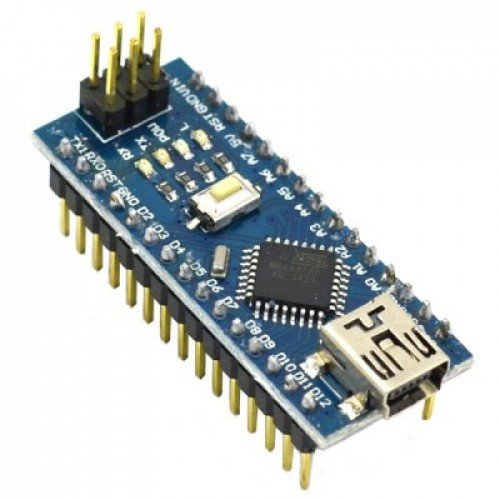 VIN
GND
RST
5V
A7
A6
A5
A4
A3
A2
A1
A0
L
POW
TX
RX
TX1
RX0
RST
GND
D2
D3
D4
D5
D6
D7
D8
D9
D10
D11
D12